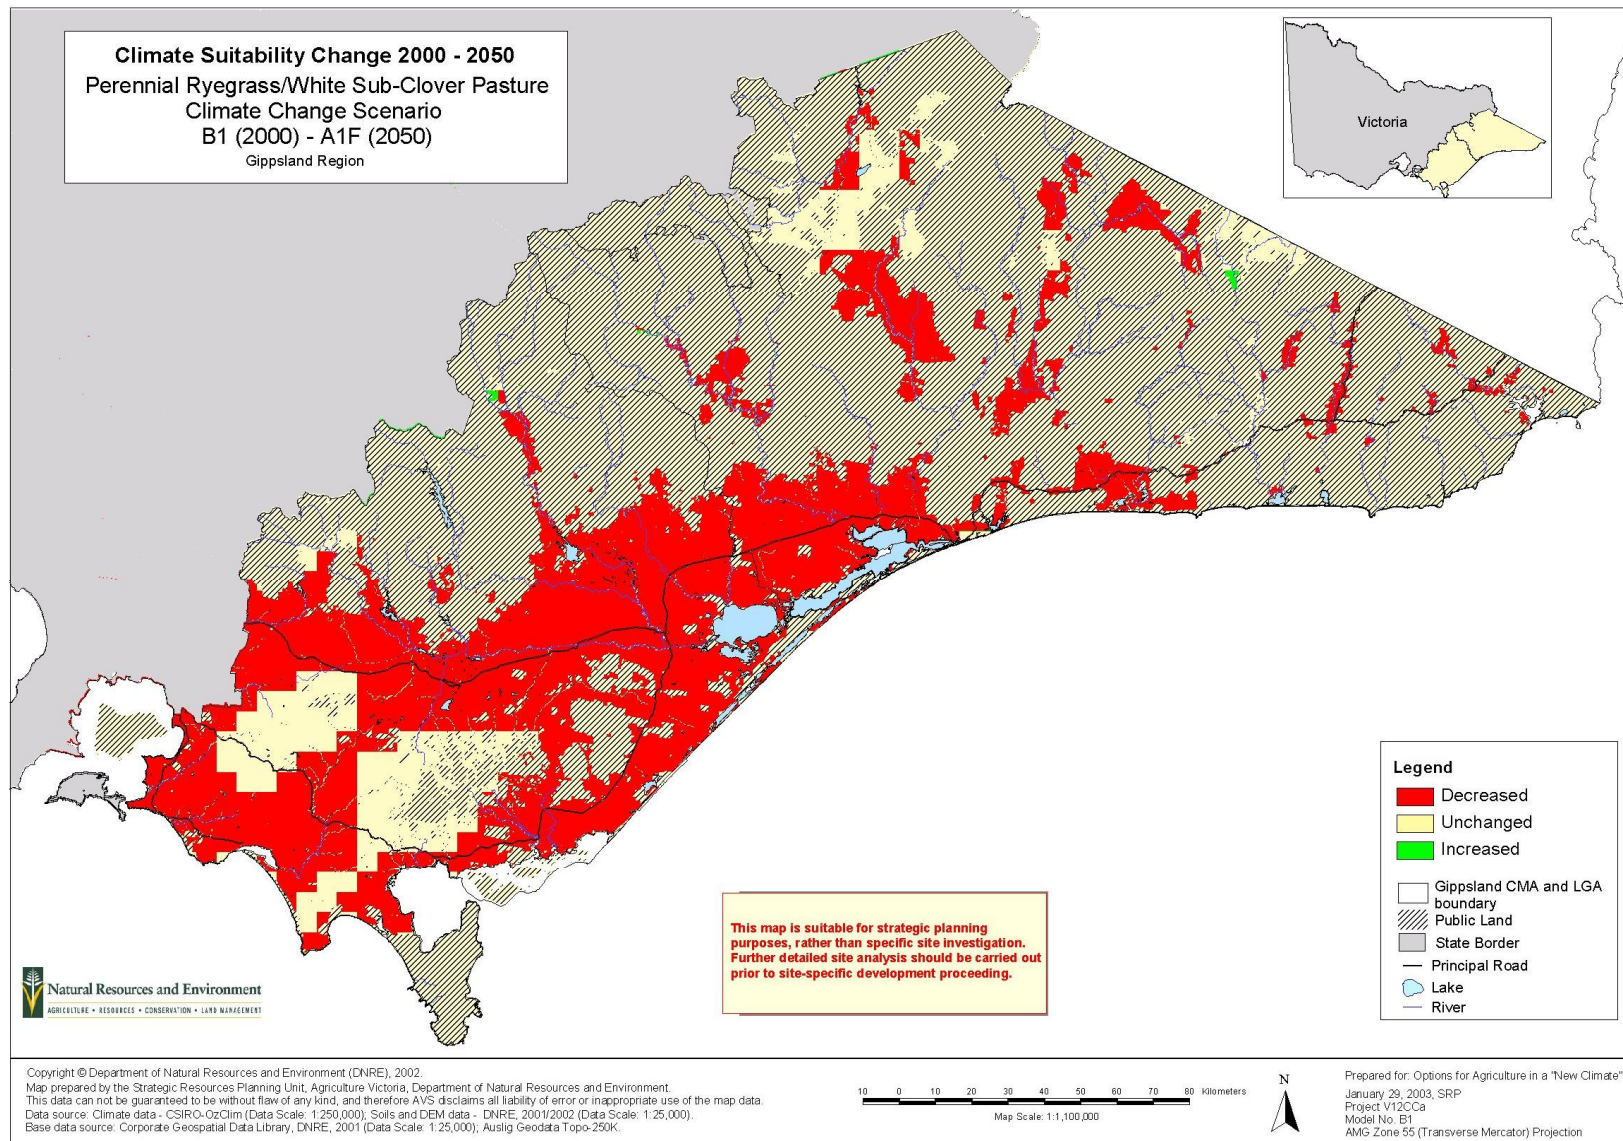 Climate Suitability Change 2000 - 2050
Perennial Ryegrass/White Sub-Clover Pasture
Climate Change Scenario
B1 (2000) - A1F (2050)
Gippsland Region
Victoria
Legend
Decreased
Unchanged
Increased
Gippsland CMA and LGA
boundary
Public Land
State Border
Principal Road
Lake
River
This map is suitable for strategic planning
purposes, rather than specific site investigation.
Further detailed site analysis should be carried out
prior to site-specific development proceeding.
Natural Resources and Environment
AGRICULTURE • RESOURCES • CONSERVATION • LAND MANAGEMENT
Copyright © Department of Natural Resources and Environment (DNRE), 2002.
Map prepared by the Strategic Resources Planning Unit, Agriculture Victoria, Department of Natural Resources and Environment.
This data can not be guaranteed to be without flaw of any kind, and therefore AVS disclaims all liability of error or inappropriate use of the map data.
Data source: Climate data - CSIRO-OzClim (Data Scale: 1:250,000); Soils and DEM data - DNRE, 2001/2002 (Data Scale: 1:25,000).
Base data source: Corporate Geospatial Data Library, DNRE, 2001 (Data Scale: 1:25,000); Auslig Geodata Topo-250K.
10 0 10 20 30 40 50 60 70 80 Kilometers
Map Scale: 1:1,100,000
N
Prepared for: Options for Agriculture in a "New Climate"
January 29, 2003, SRP
Project V12CCa
Model No. B1
AMG Zone 55 (Transverse Mercator) Projection